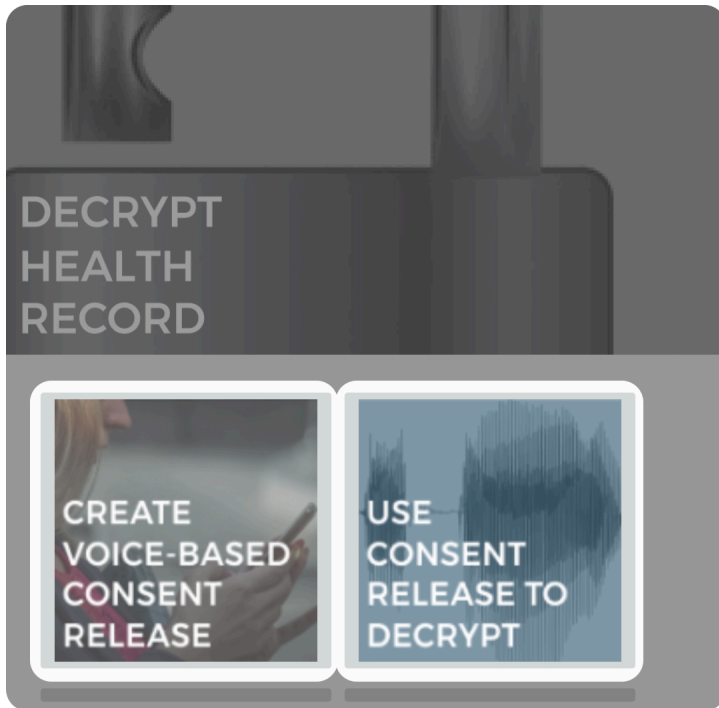 DECRYPT
HEALTH
RECORD
CREATE
VOICE-BASED
CONSENT
RELEASE
USE
CONSENT
RELEASE TO
DECRYPT